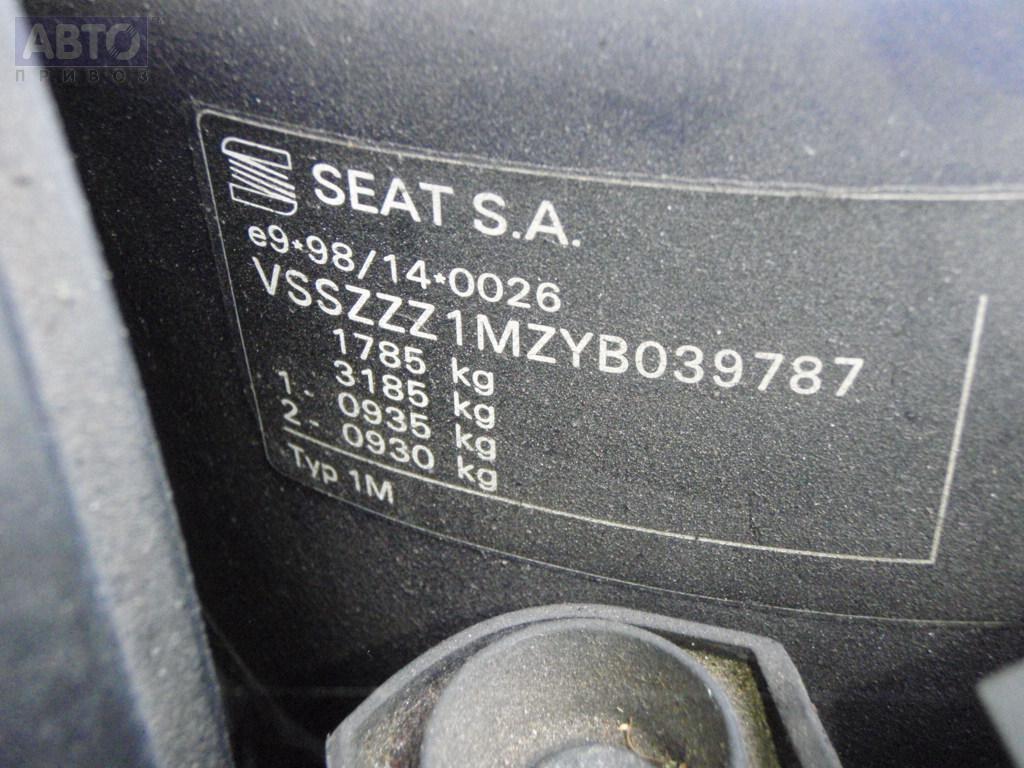 АВТО
ПРИВОЗ
SEAT S.A.
e9*98/14*0026
VSSZZZ1MZYB039787
1785 kg
3185 kg
1. 0935 kg
2. 0930 kg
Typ 1M